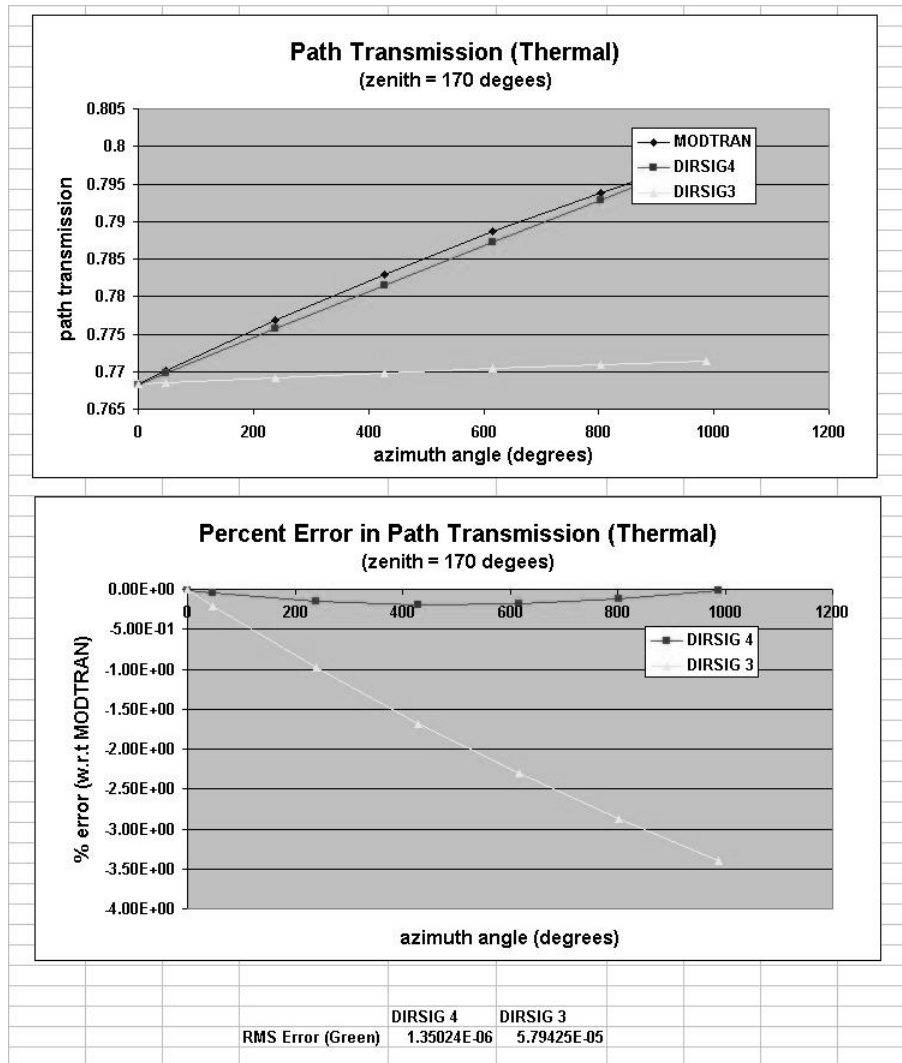 Path Transmission (Thermal)
(zenith = 170 degees)
0.805
0.8
0.795
0.79
0.785
0.78
0.775
0.77
0.765
path transmission
MODTRAN
DIRSIG4
DIRSIG3
0 200 400 600 800 1000 1200
azimuth angle (degrees)
Percent Error in Path Transmission (Thermal)
(zenith = 170 degees)
0.00E+00
-5.00E-01
-1.00E+00
-1.50E+00
-2.00E+00
-2.50E+00
-3.00E+00
-3.50E+00
-4.00E+00
% error (w.r.t MODTRAN)
0 200 400 600 800 1000 1200
DIRSIG 4
DIRSIG 3
azimuth angle (degrees)
DIRSIG 4 DIRSIG 3
RMS Error (Green) 1.35024E-06 5.79425E-05